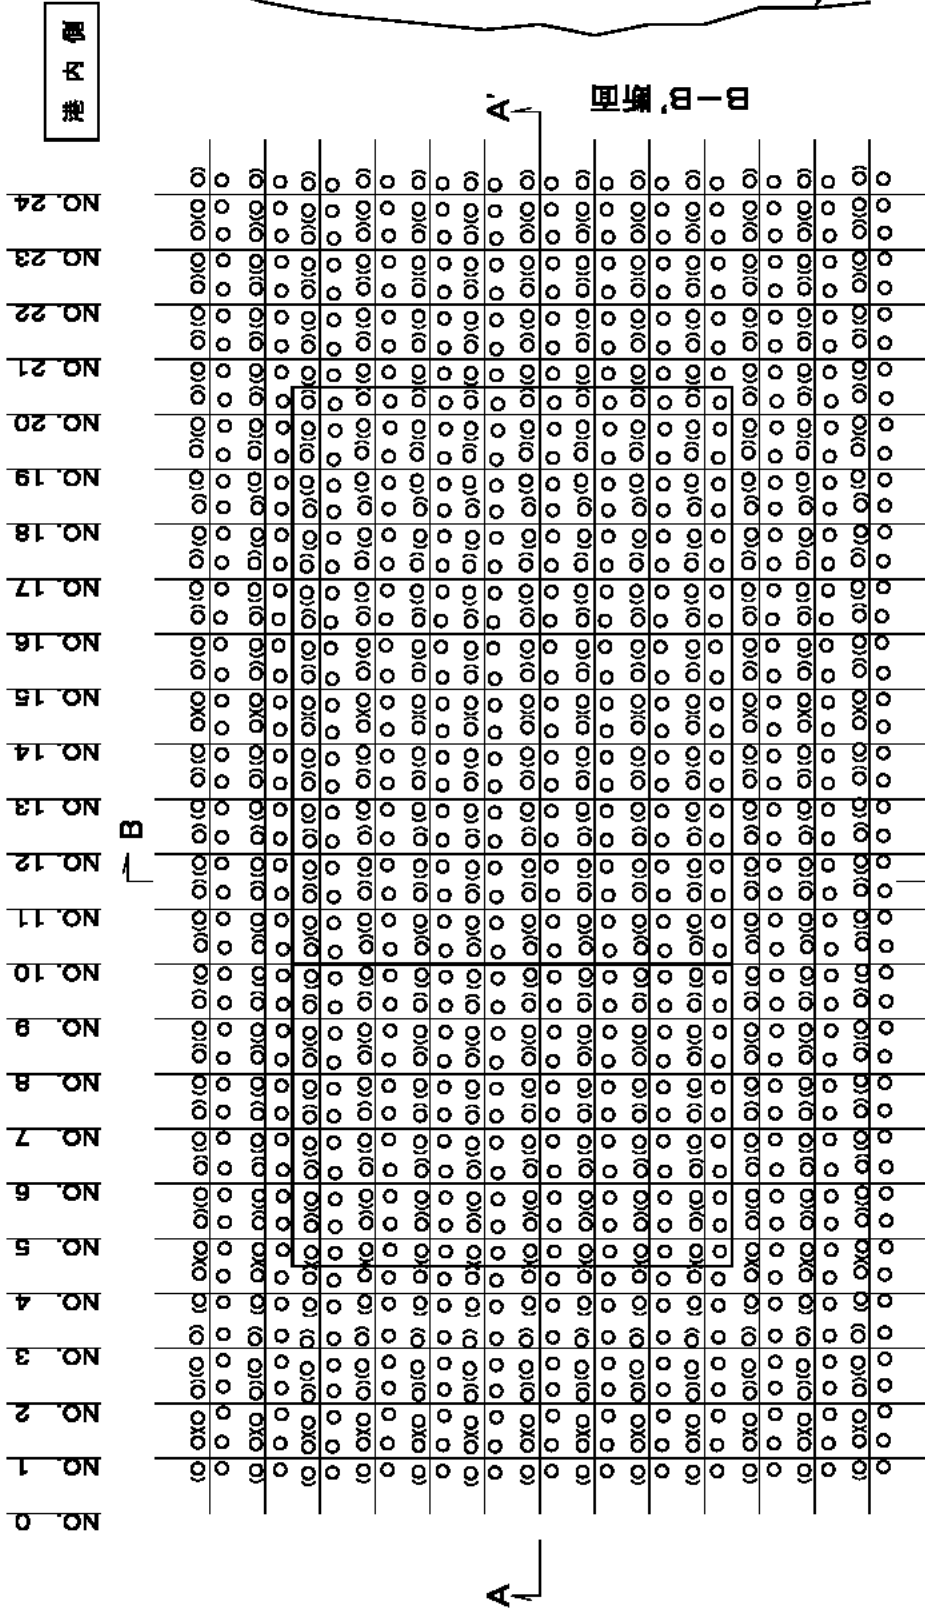 港内側
A'
B-B' 断面
NO. 24
NO. 23
NO. 22
NO. 21
NO. 20
NO. 19
NO. 18
NO. 17
NO. 16
NO. 15
NO. 14
NO. 13
B
NO. 12
NO. 11
NO. 10
NO. 9
NO. 8
NO. 7
NO. 6
NO. 5
NO. 4
NO. 3
NO. 2
NO. 1
NO. 0
A